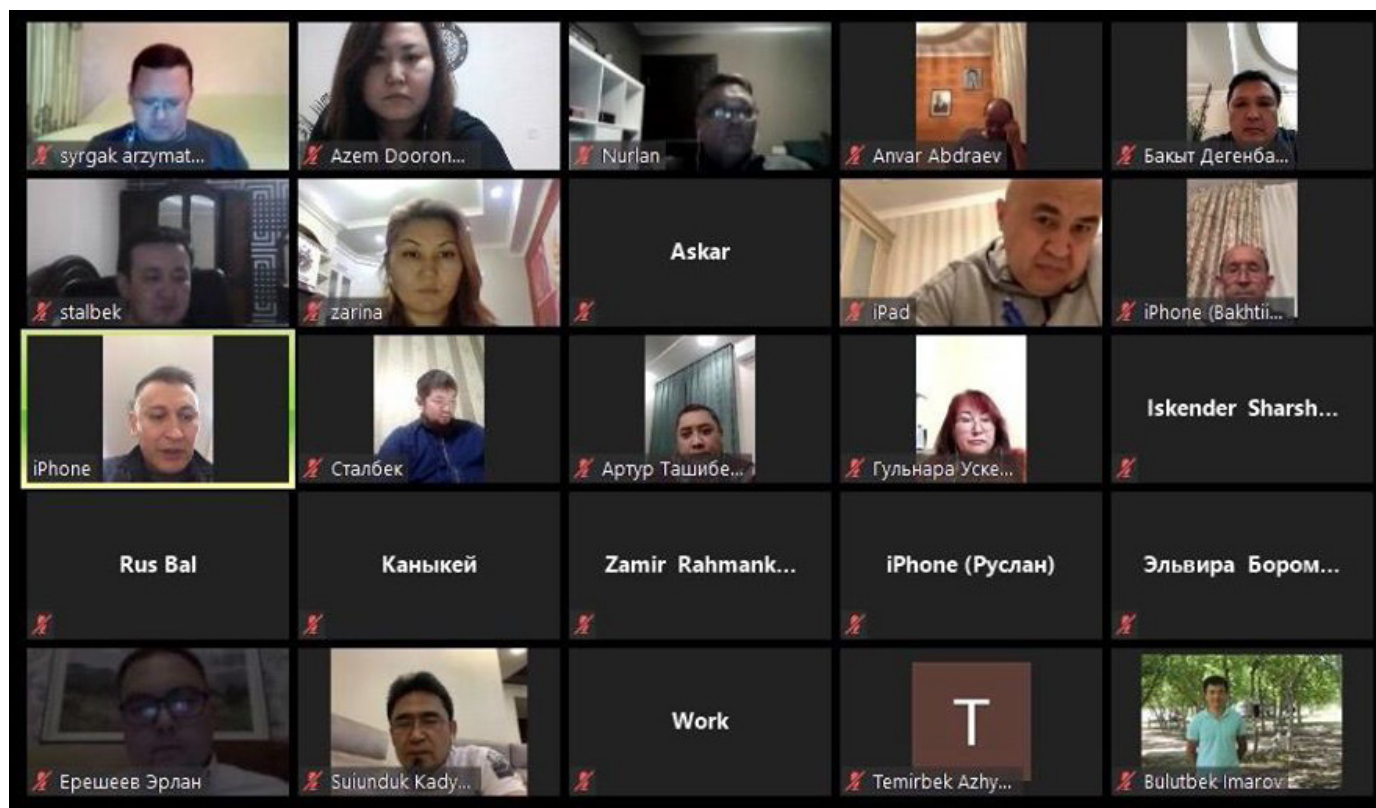 syrgak arzymat...
Azem Dooron...
Nurlan
Anvar Abdraev
Бакыт Дегенба...
stalbek
zarina
Askar
iPad
iPhone (Bakhtii...
iPhone
Сталбек
Артур Ташибе...
Гульнара Уске...
Iskender Sharsh...
Rus Bal
Каныкей
Zamir Rahmank...
iPhone (Руслан)
Эльвира Бором...
Ерешеев Эрлан
Suiunduk Kady...
Work
T
Temirbek Azhy...
Bulutbek Imarov